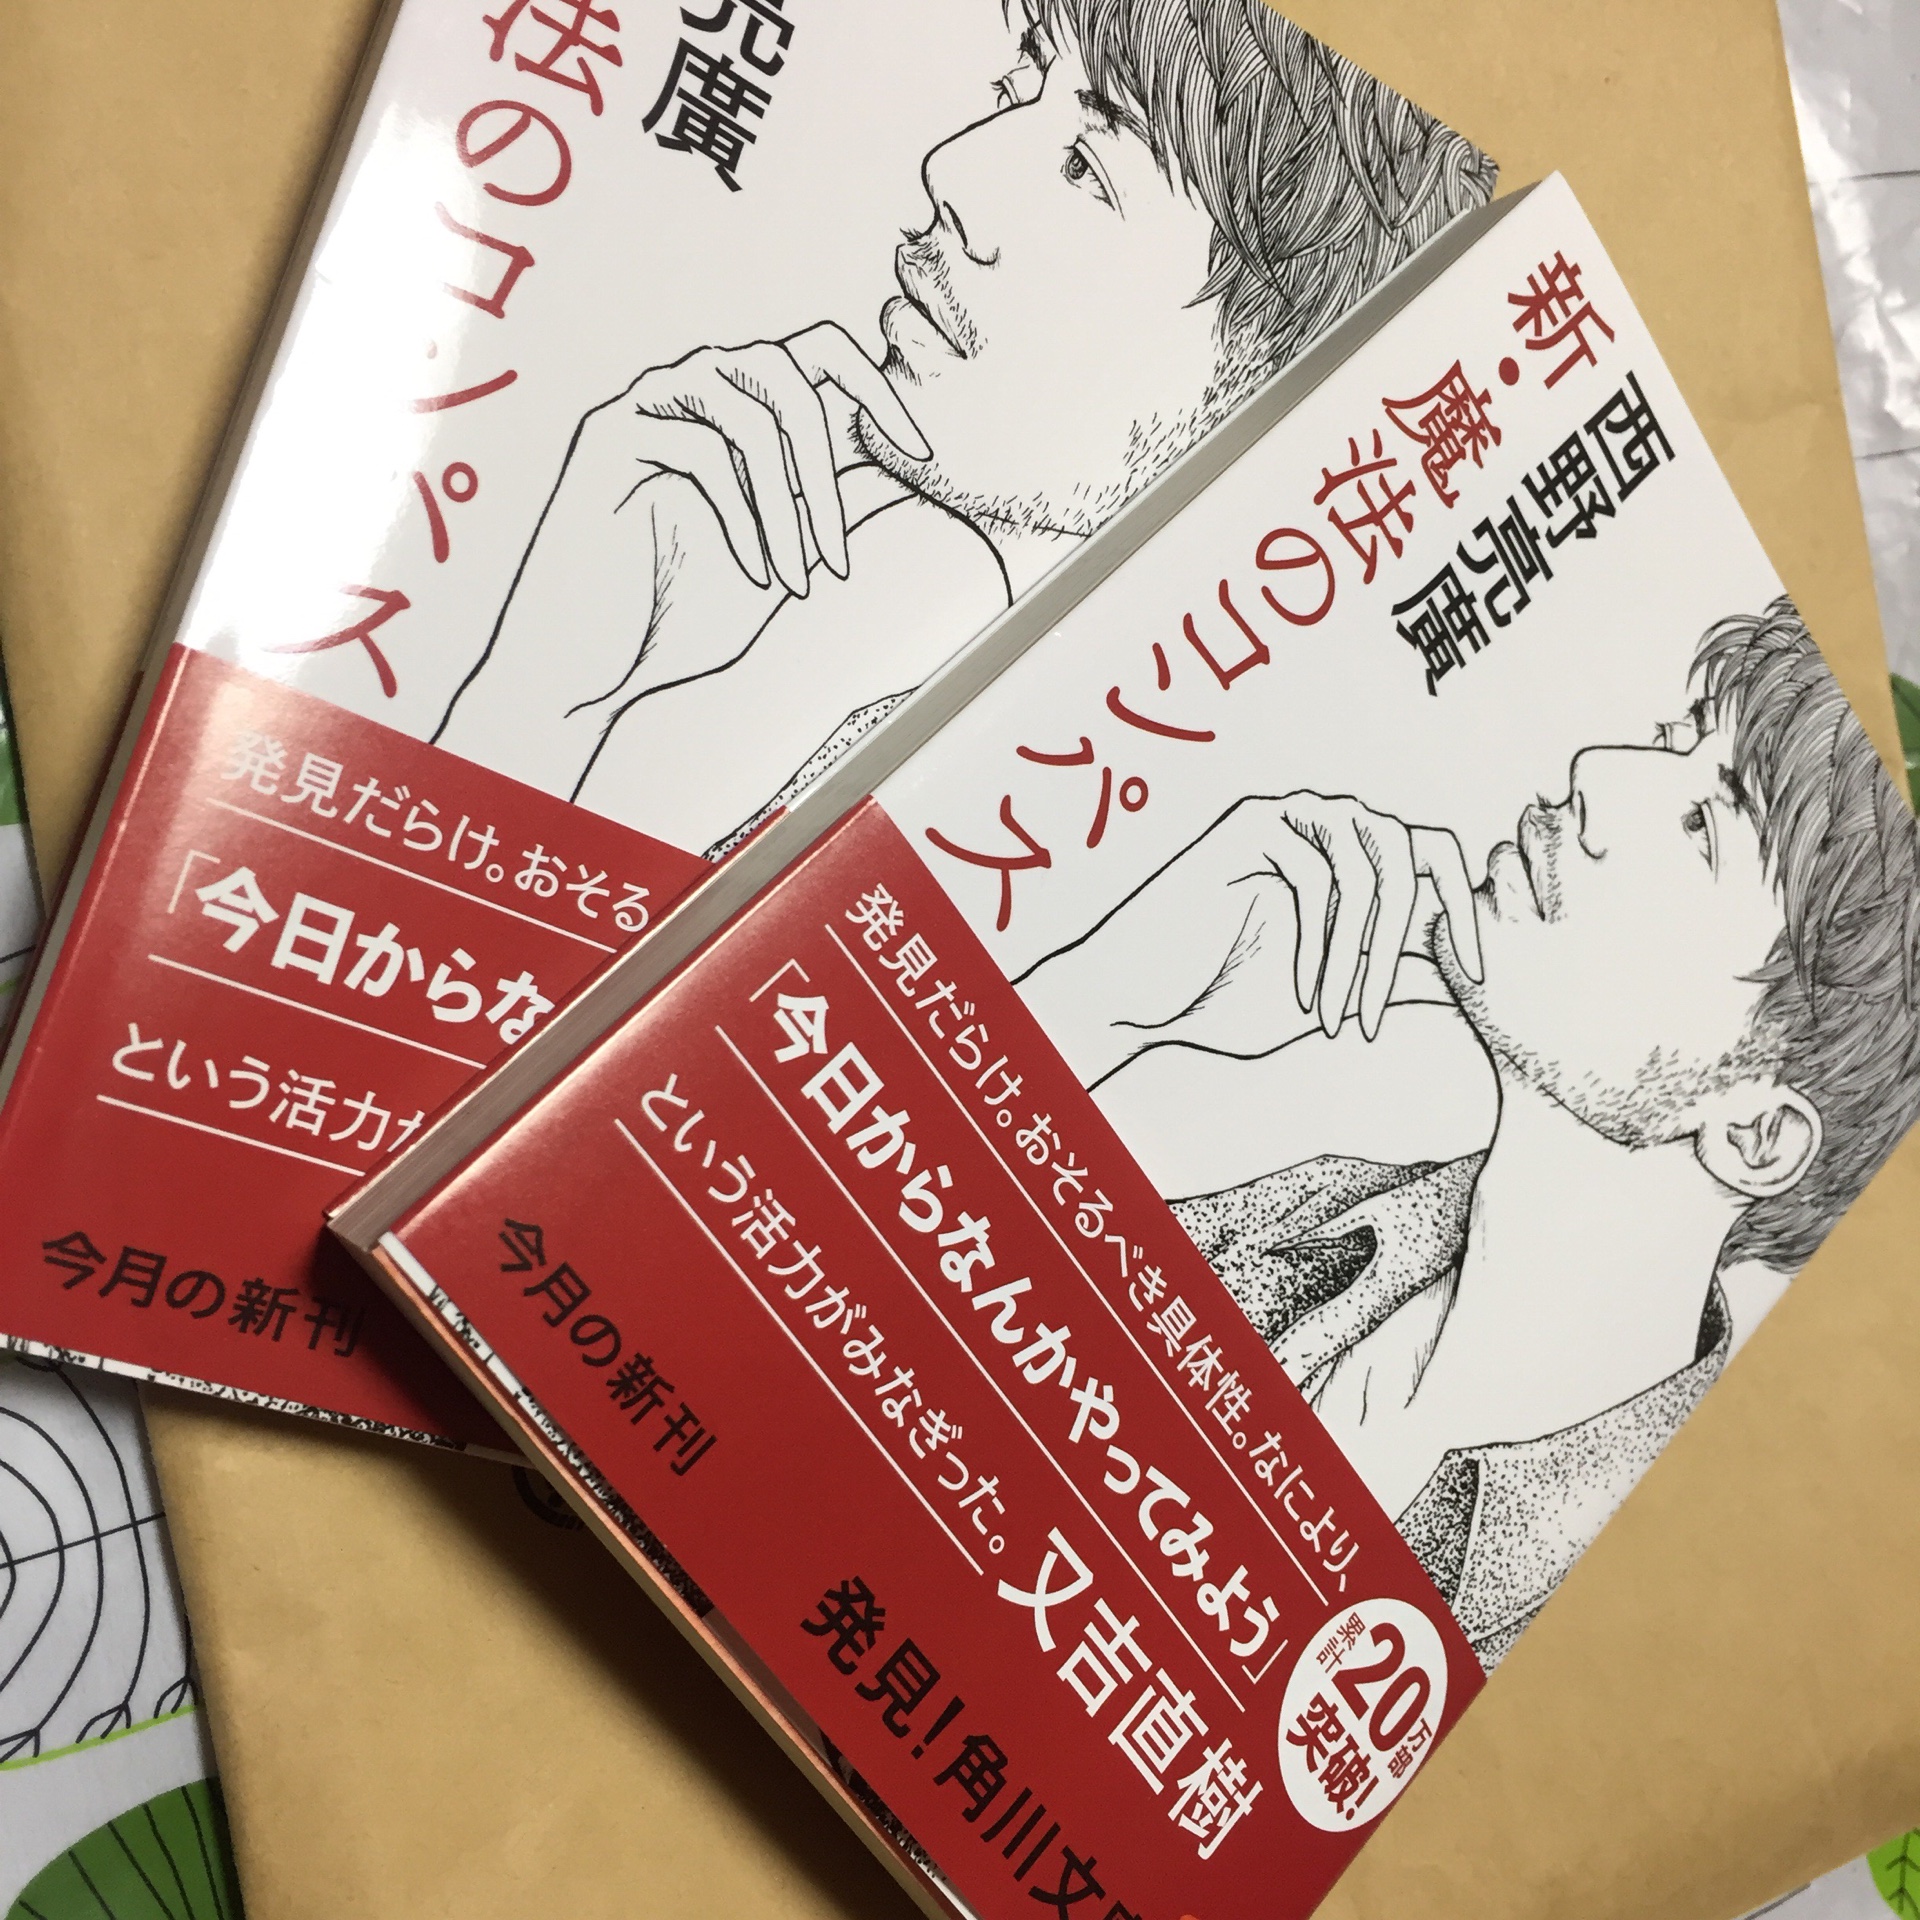 法のコンパス
亮廣
発見だらけ。おそる
「今日からな
という活力
今月の新刊
新・魔法のコンパス
西野亮廣
発見だらけ。おそるべき具体性。なにより、
「今日からなんかやってみよう」
という活力がみなぎった。又吉直樹
累計
20万部
突破!
今月の新刊
発見!角川文庫